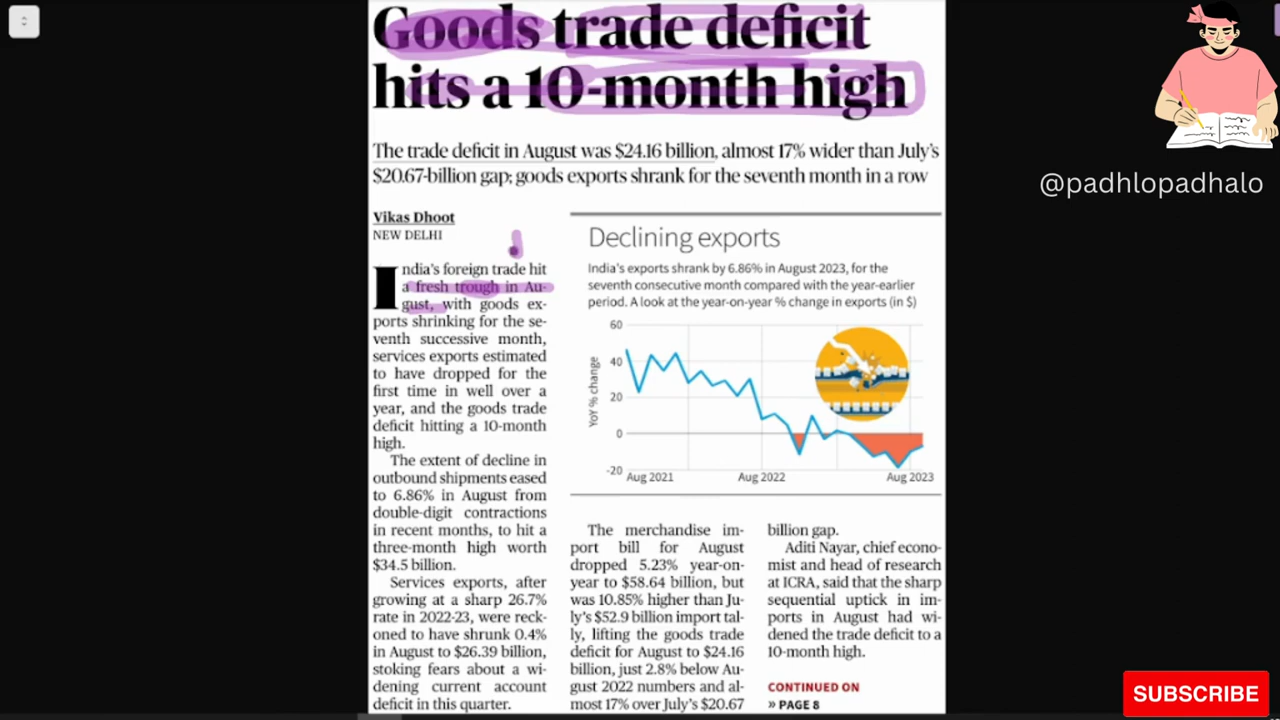 Goods trade deficit
hits a 10-month high
The trade deficit in August was $24.16 billion, almost 17% wider than July's
$20.67-billion gap; goods exports shrank for the seventh month in a row
Vikas Dhoot
NEW DELHI
India's foreign trade hit
a fresh trough in Au-
gust, with goods ex-
ports shrinking for the se-
venth successive month,
services exports estimated
to have dropped for the
first time in well over a
year, and the goods trade
deficit hitting a 10-month
high.
The extent of decline in
outbound shipments eased
to 6.86% in August from
double-digit contractions
in recent months, to hit a
three-month high worth
$34.5 billion.
Services exports, after
growing at a sharp 26.7%
rate in 2022-23, were reck-
oned to have shrunk 0.4%
in August to $26.39 billion,
stoking fears about a wi-
dening current account
deficit in this quarter.
Declining exports
India's exports shrank by 6.86% in August 2023, for the
seventh consecutive month compared with the year-earlier
period. A look at the year-on-year % change in exports (in $)
YoY % change
60
40
20
0
-20
Aug 2021
Aug 2022
Aug 2023
The merchandise im-
port bill for August
dropped 5.23% year-on-
year to $58.64 billion, but
was 10.85% higher than Ju-
ly's $52.9 billion import tal-
ly, lifting the goods trade
deficit for August to $24.16
billion, just 2.8% below Au-
gust 2022 numbers and al-
most 17% over July's $20.67
billion gap.
Aditi Nayar, chief econo-
mist and head of research
at ICRA, said that the sharp
sequential uptick in im-
ports in August had wi-
dened the trade deficit to a
10-month high.
CONTINUED ON
» PAGE 8
@padhlopadhalo
SUBSCRIBE